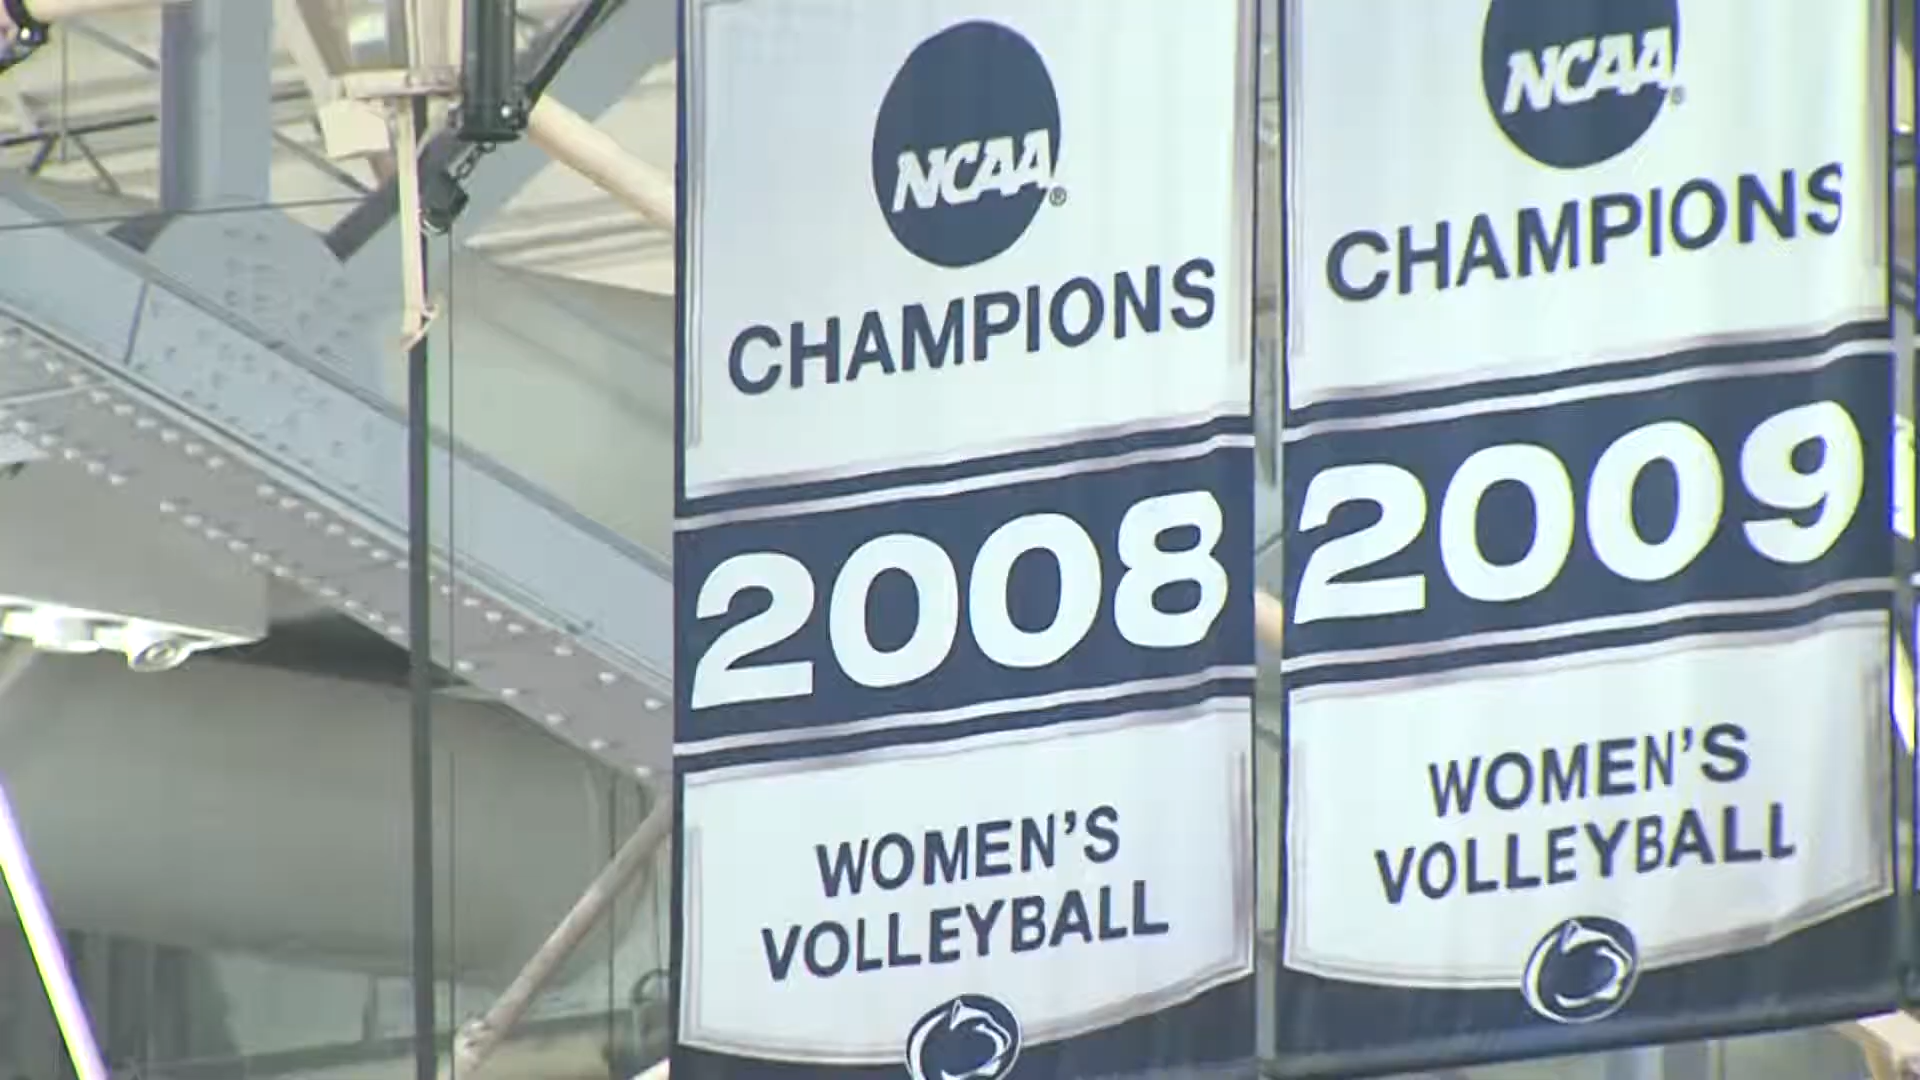 NCAA®
CHAMPIONS
2008
WOMEN'S
VOLLEYBALL
NCAA®
CHAMPIONS
2009
WOMEN'S
VOLLEYBALL